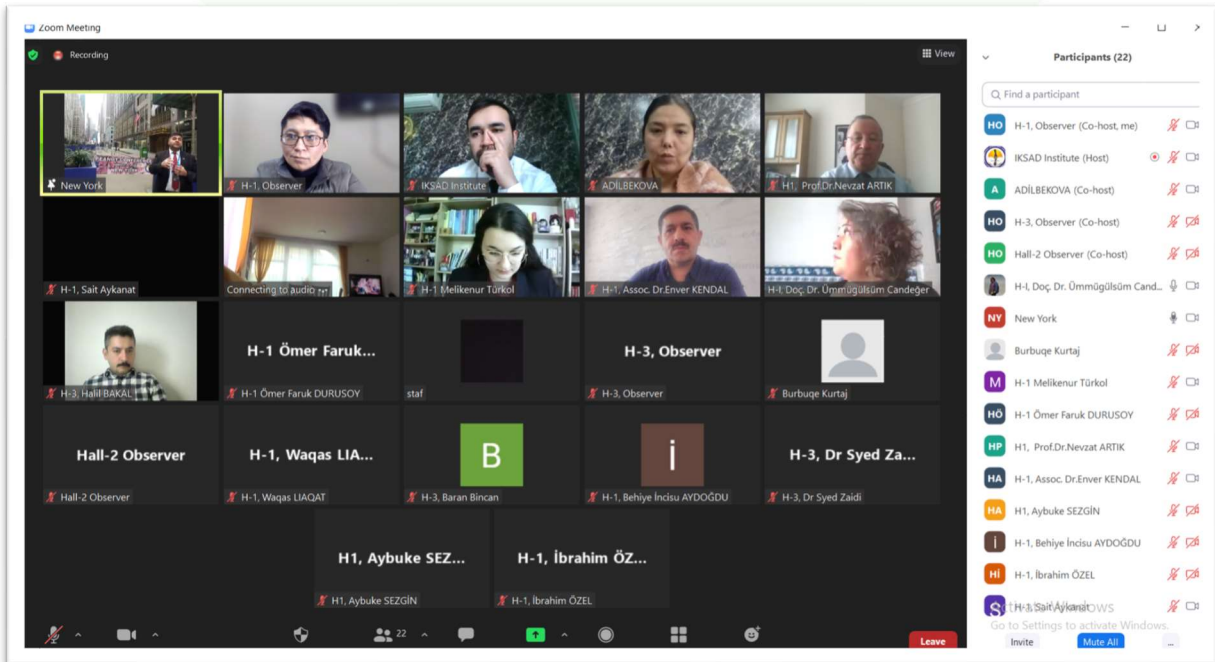 Zoom Meeting
Recording
View
New York
H-1, Observer
IKSAD Institute
ADİLBEKOVA
H1, Prof.Dr.Nevzat ARTIK
H-1, Sait Aykanat
Connecting to audio
H-1 Melikenur Türkol
H-1, Assoc. Dr.Enver KENDAL
H-I, Doç. Dr. Ümmügülsüm Candeğer
H-3, Halil BAKAL
H-1 Ömer Faruk...
H-1 Ömer Faruk DURUSOY
staf
H-3, Observer
H-3, Observer
Burbuqe Kurtaj
Hall-2 Observer
Hall-2 Observer
H-1, Waqas LIA...
H-1, Waqas LIAQAT
B
H-3, Baran Bincan
i
H-1, Behiye İncisu AYDOĞDU
H-3, Dr Syed Za...
H-3, Dr Syed Zaidi
H1, Aybuke SEZ...
H1, Aybuke SEZGİN
H-1, İbrahim ÖZ...
H-1, İbrahim ÖZEL
22
Leave
Participants (22)
Find a participant
HO H-1, Observer (Co-host, me)
IKSAD Institute (Host)
A ADİLBEKOVA (Co-host)
HO H-3, Observer (Co-host)
HO Hall-2 Observer (Co-host)
H-I, Doç. Dr. Ümmügülsüm Cand...
NY New York
Burbuqe Kurtaj
M H-1 Melikenur Türkol
HÖ H-1 Ömer Faruk DURUSOY
HP H1, Prof.Dr.Nevzat ARTIK
HA H-1, Assoc. Dr.Enver KENDAL
HA H1, Aybuke SEZGİN
i H-1, Behiye İncisu AYDOĞDU
Hİ H-1, İbrahim ÖZEL
H-1, Sait Aykanat
Go to Settings to activate Windows.
Invite
Mute All
...